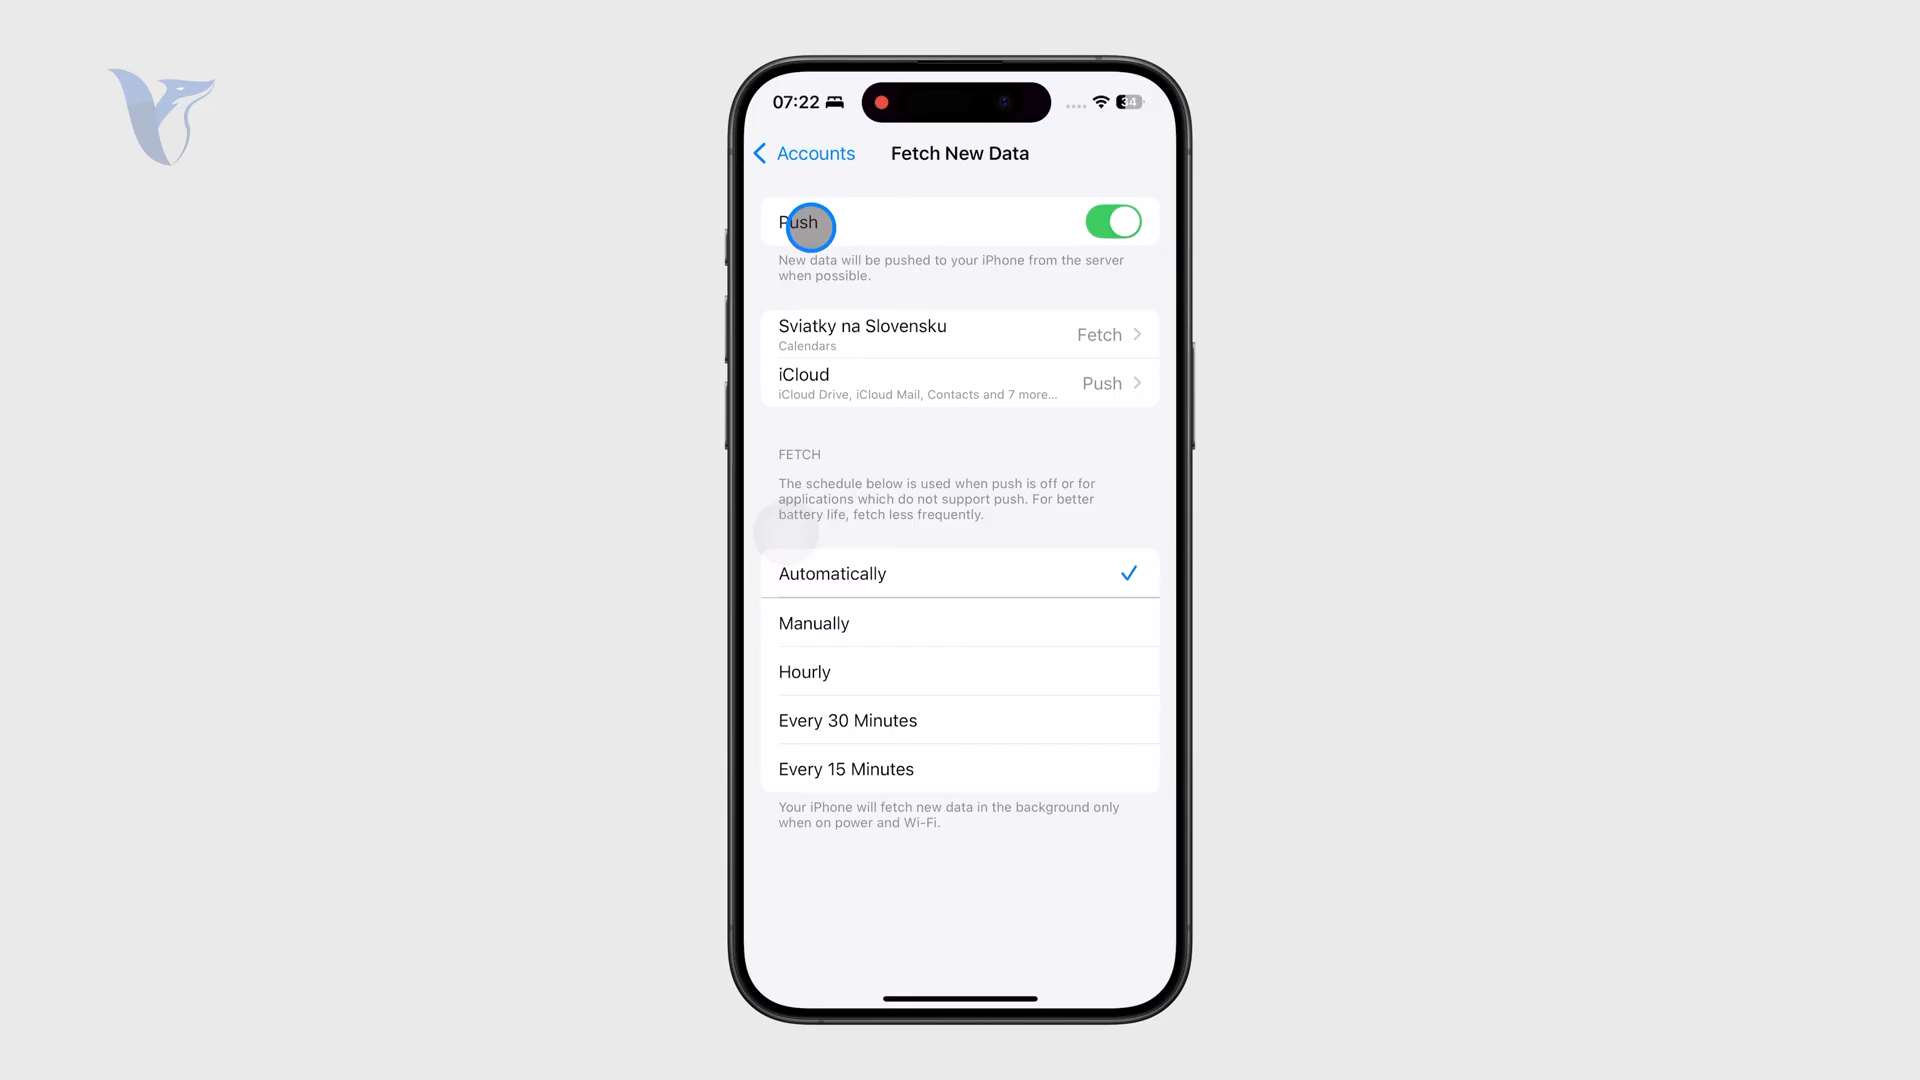 07:22
34
Accounts
Fetch New Data
Push
New data will be pushed to your iPhone from the server
when possible.
Sviatky na Slovensku
Calendars
Fetch
iCloud
iCloud Drive, iCloud Mail, Contacts and 7 more...
Push
FETCH
The schedule below is used when push is off or for
applications which do not support push. For better
battery life, fetch less frequently.
Automatically
Manually
Hourly
Every 30 Minutes
Every 15 Minutes
Your iPhone will fetch new data in the background only
when on power and Wi-Fi.